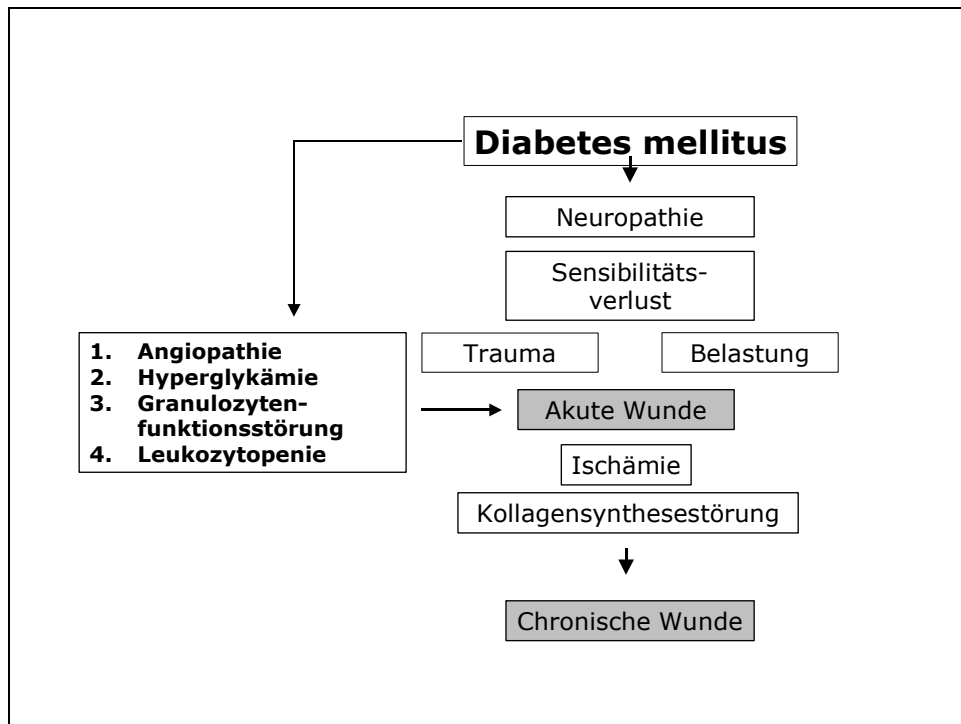 Diabetes mellitus
Neuropathie
Sensibilitäts-
verlust
1. Angiopathie
2. Hyperglykämie
3. Granulozyten-
funktionsstörung
4. Leukozytopenie
Trauma
Belastung
Akute Wunde
Ischämie
Kollagensynthesestörung
Chronische Wunde